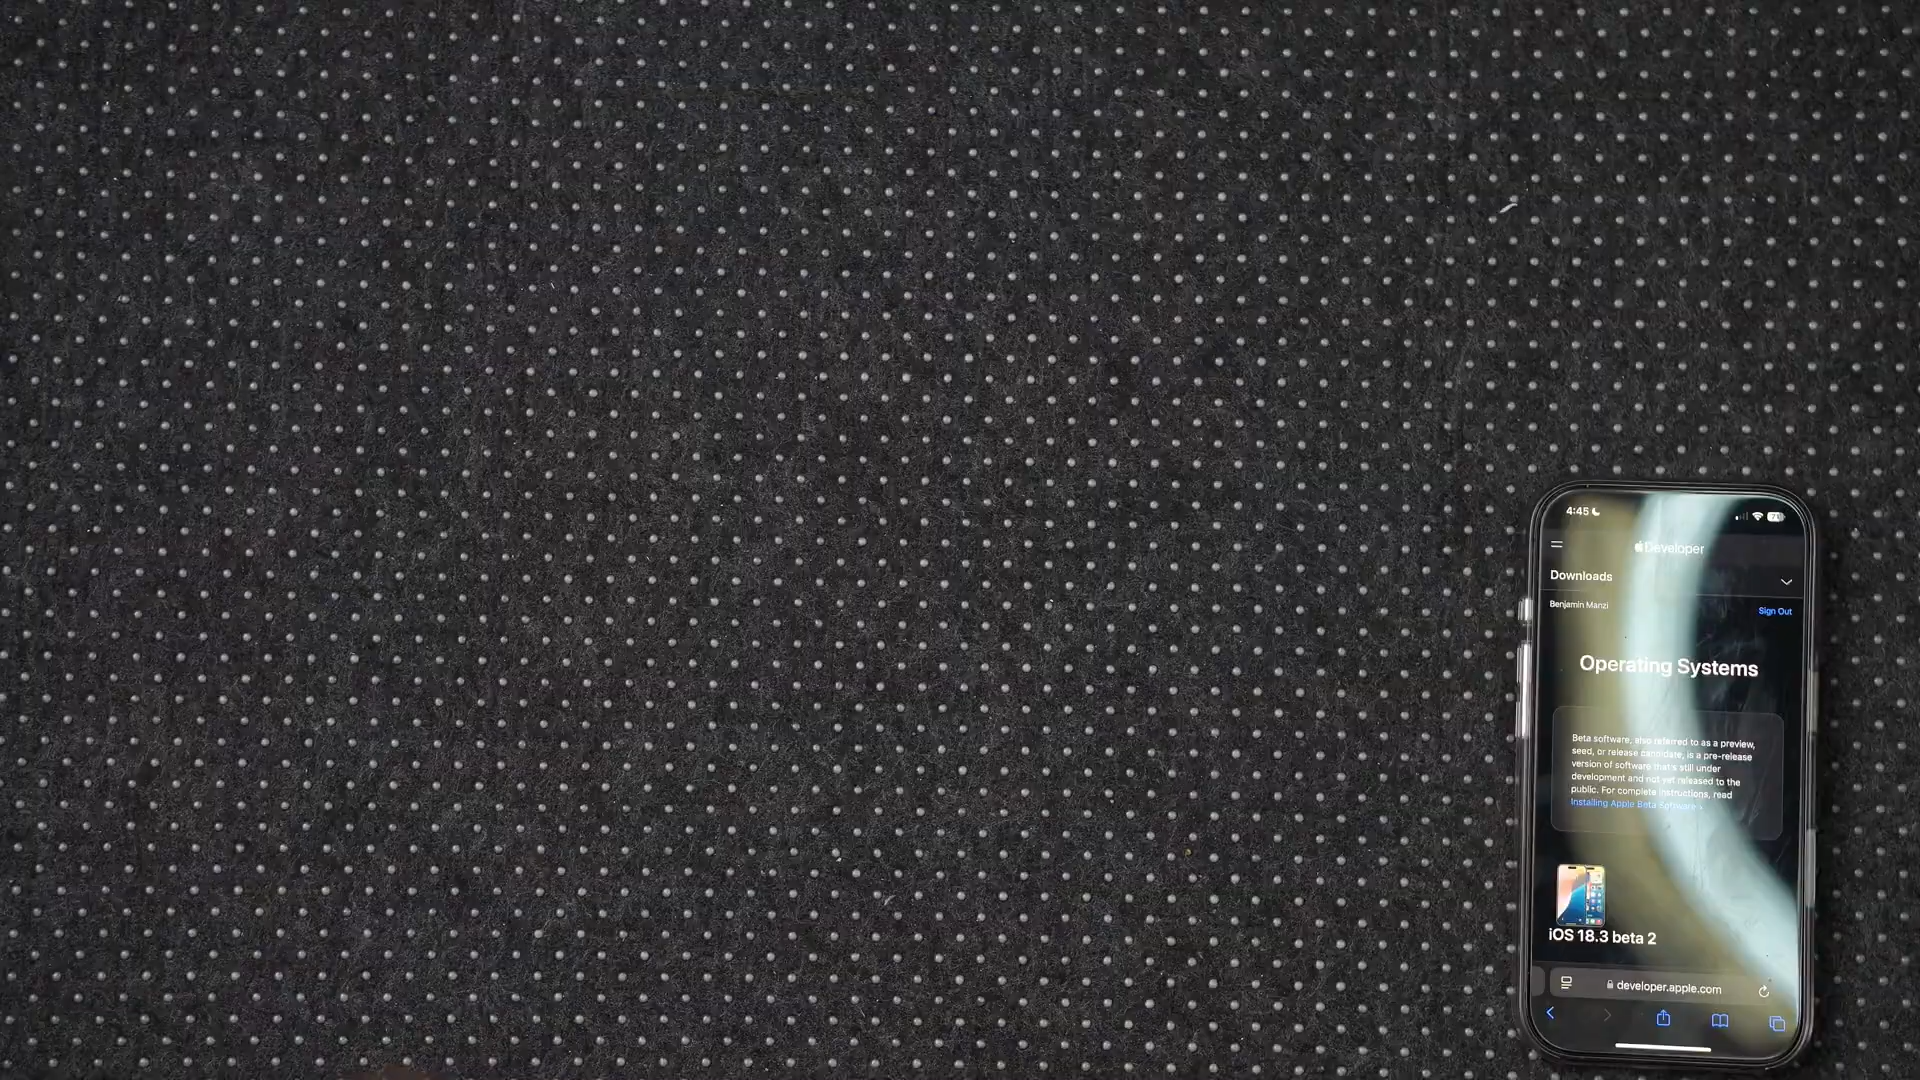 4:45
71
Developer
Downloads
Benjamin Manzi
Sign Out
Operating Systems
Beta software, also referred to as a preview,
seed, or release candidate, is a pre-release
version of software that's still under
development and not yet released to the
public. For complete instructions, read
Installing Apple Beta Software >
iOS 18.3 beta 2
developer.apple.com